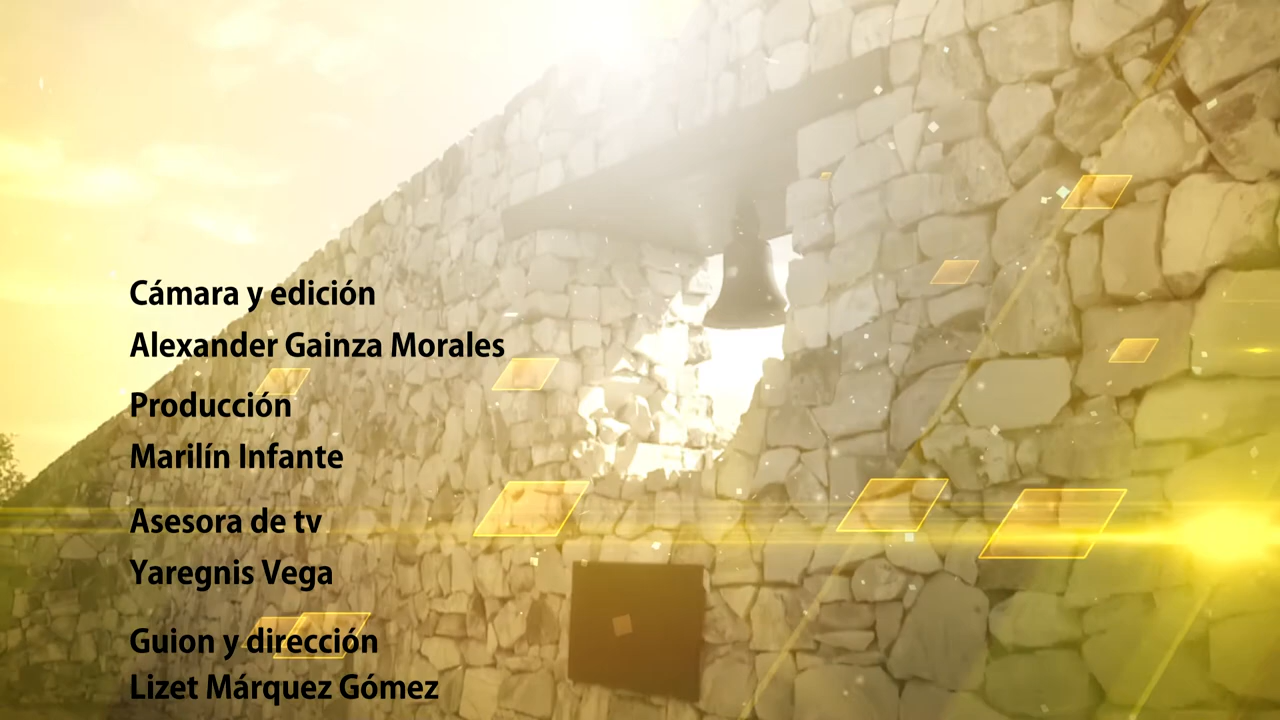 Cámara y edición
Alexander Gainza Morales
Producción
Marilín Infante
Asesora de tv
Yaregnis Vega
Guion y dirección
Lizet Márquez Gómez